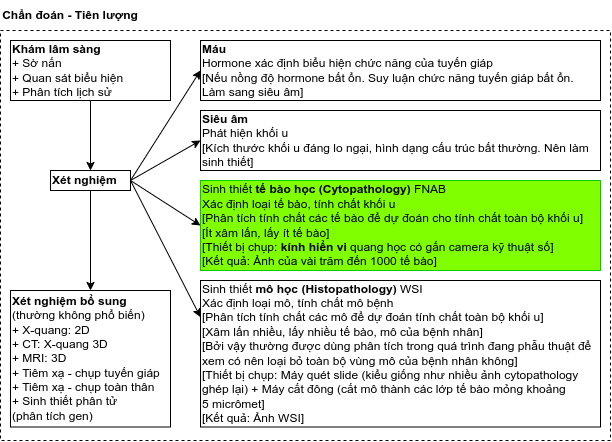 Chẩn đoán - Tiên lượng
Khám lâm sàng
+ Sờ nắn
+ Quan sát biểu hiện
+ Phân tích lịch sử
Xét nghiệm
Xét nghiệm bổ sung
(thường không phổ biến)
+ X-quang: 2D
+ CT: X-quang 3D
+ MRI: 3D
+ Tiêm xạ - chụp tuyến giáp
+ Tiêm xạ - chụp toàn thân
+ Sinh thiết phân tử
(phân tích gen)
Máu
Hormone xác định biểu hiện chức năng của tuyến giáp
[Nếu nồng độ hormone bất ổn. Suy luận chức năng tuyến giáp bất ổn.
Làm sang siêu âm]
Siêu âm
Phát hiện khối u
[Kích thước khối u đáng lo ngại, hình dạng cấu trúc bất thường. Nên làm
sinh thiết]
Sinh thiết tế bào học (Cytopathology) FNAB
Xác định loại tế bào, tính chất khối u
[Phân tích tính chất các tế bào để dự đoán cho tính chất toàn bộ khối u]
[Ít xâm lấn, lấy ít tế bào]
[Thiết bị chụp: kính hiển vi quang học có gắn camera kỹ thuật số]
[Kết quả: Ảnh của vài trăm đến 1000 tế bào]
Sinh thiết mô học (Histopathology) WSI
Xác định loại mô, tính chất mô bệnh
[Phân tích tính chất các mô để dự đoán tính chất toàn bộ khối u]
[Xâm lấn nhiều, lấy nhiều tế bào, mô của bệnh nhân]
[Bởi vậy thường được dùng phân tích trong quá trình đang phẫu thuật để
xem có nên loại bỏ toàn bộ vùng mô của bệnh nhân không]
[Thiết bị chụp: Máy quét slide (kiểu giống như nhiều ảnh cytopathology
ghép lại) + Máy cắt đông (cắt mô thành các lớp tế bào mỏng khoảng
5 micrômet)
[Kết quả: Ảnh WSI]